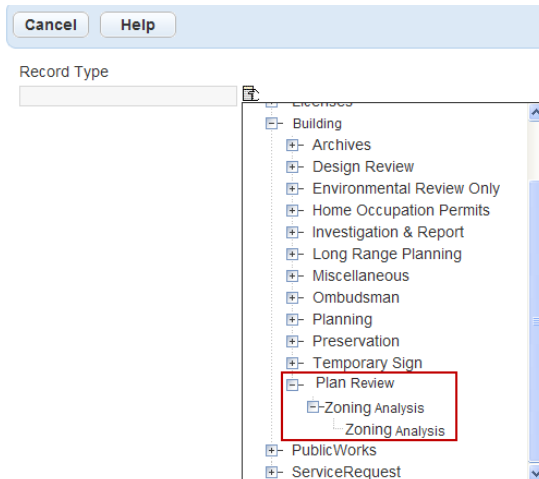 Cancel Help
Record Type
Licenses
Building
Archives
Design Review
Environmental Review Only
Home Occupation Permits
Investigation & Report
Long Range Planning
Miscellaneous
Ombudsman
Planning
Preservation
Temporary Sign
Plan Review
Zoning Analysis
Zoning Analysis
PublicWorks
ServiceRequest